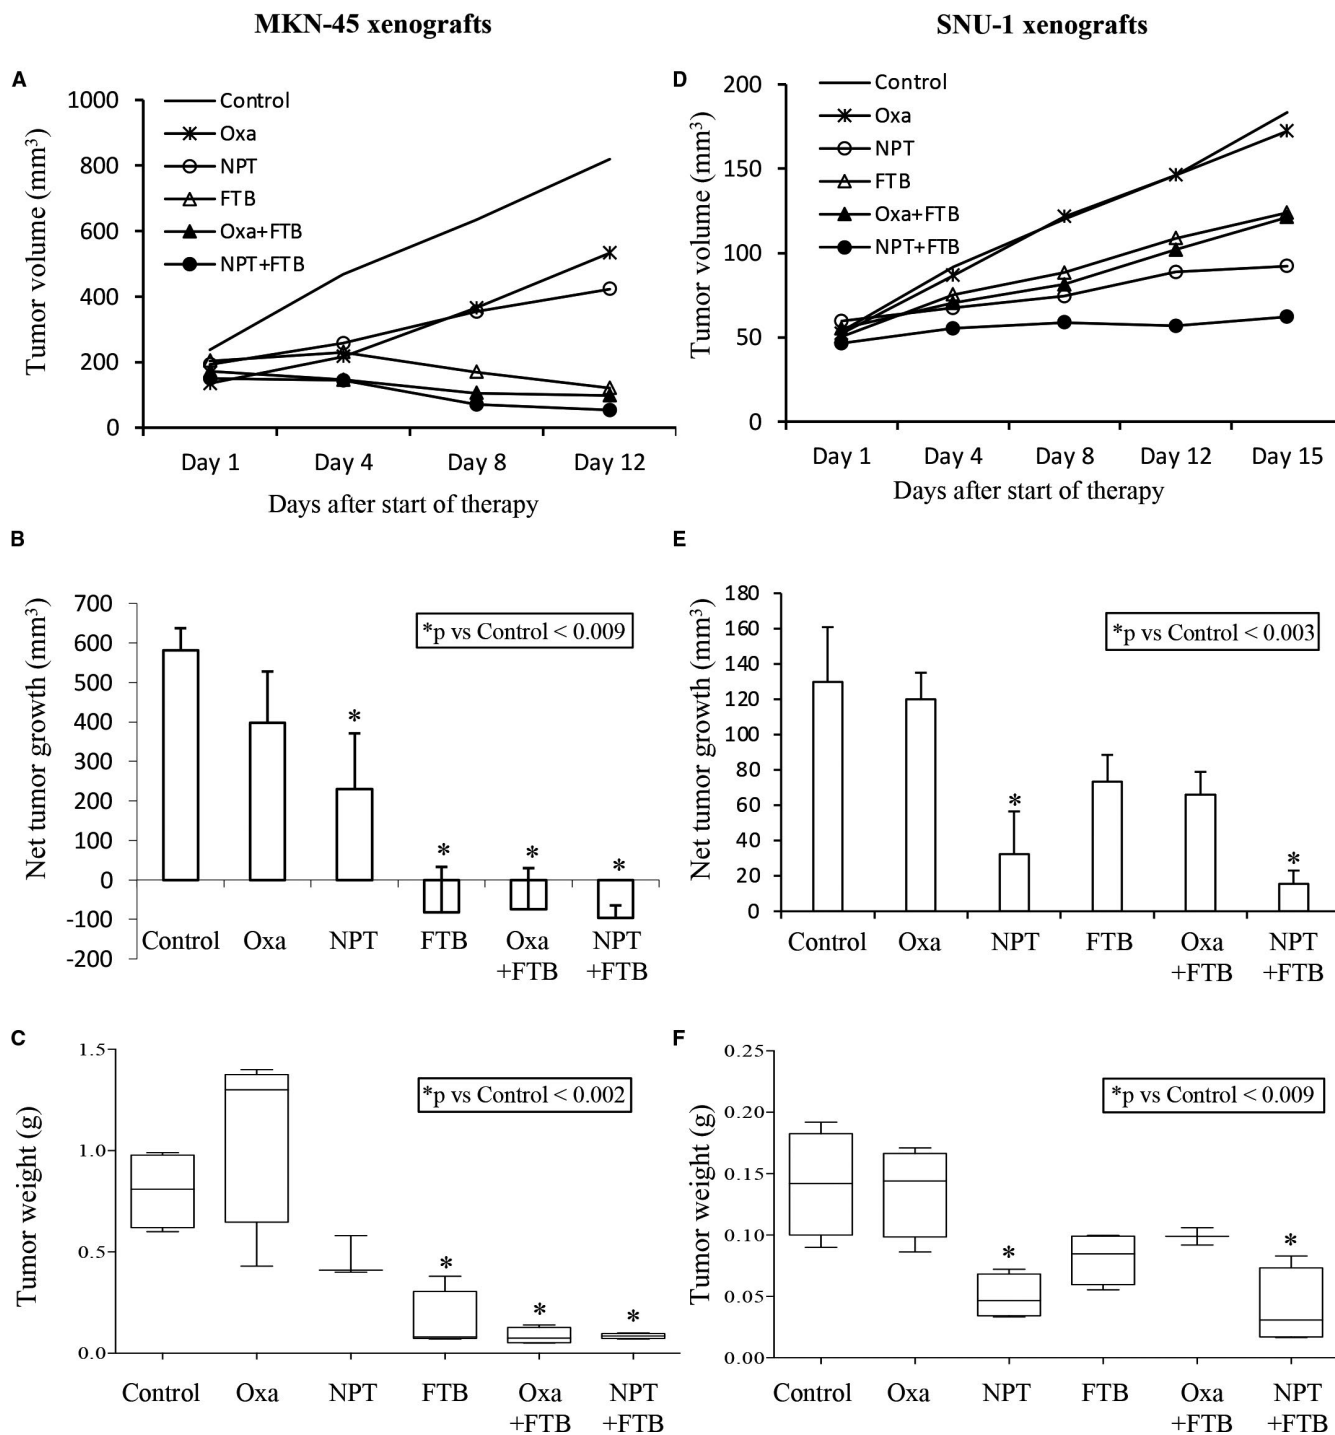 MKN-45 xenografts
SNU-1 xenografts
A
Tumor volume (mm³)
1000
800
600
400
200
0
Control
Oxa
NPT
FTB
Oxa+FTB
NPT+FTB
Day 1 Day 4 Day 8 Day 12
Days after start of therapy
D
Tumor volume (mm³)
200
150
100
50
0
Control
Oxa
NPT
FTB
Oxa+FTB
NPT+FTB
Day 1 Day 4 Day 8 Day 12 Day 15
Days after start of therapy
B
Net tumor growth (mm³)
700
600
500
400
300
200
100
0
-100
-200
*p vs Control < 0.009
*
*
*
*
Control Oxa NPT FTB Oxa NPT
+FTB +FTB
E
Net tumor growth (mm³)
180
160
140
120
100
80
60
40
20
0
*p vs Control < 0.003
*
*
Control Oxa NPT FTB Oxa NPT
+FTB +FTB
C
Tumor weight (g)
1.5
1.0
0.5
0.0
*p vs Control < 0.002
*
*
*
Control Oxa NPT FTB Oxa NPT
+FTB +FTB
F
Tumor weight (g)
0.25
0.20
0.15
0.10
0.05
0.00
*p vs Control < 0.009
*
*
Control Oxa NPT FTB Oxa NPT
+FTB +FTB